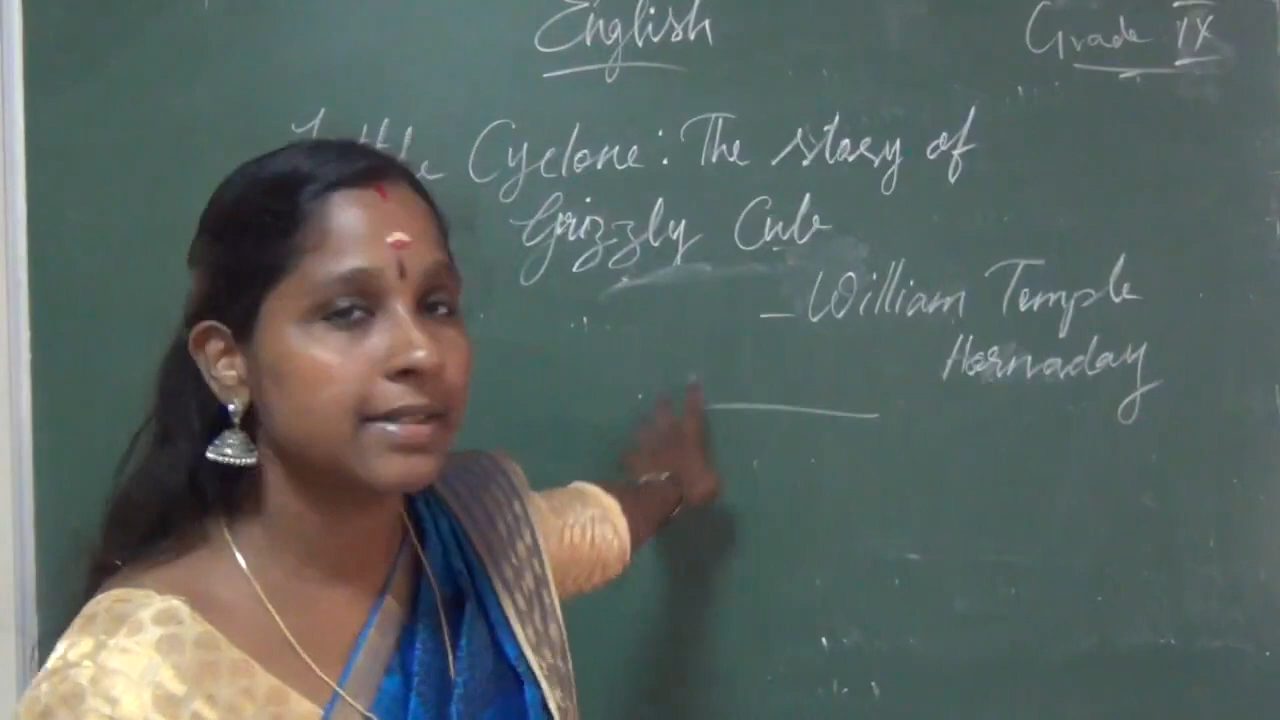 English
Grade IX
Cyclone: The story of
Grizzly Cub
- William Temple
Hornaday